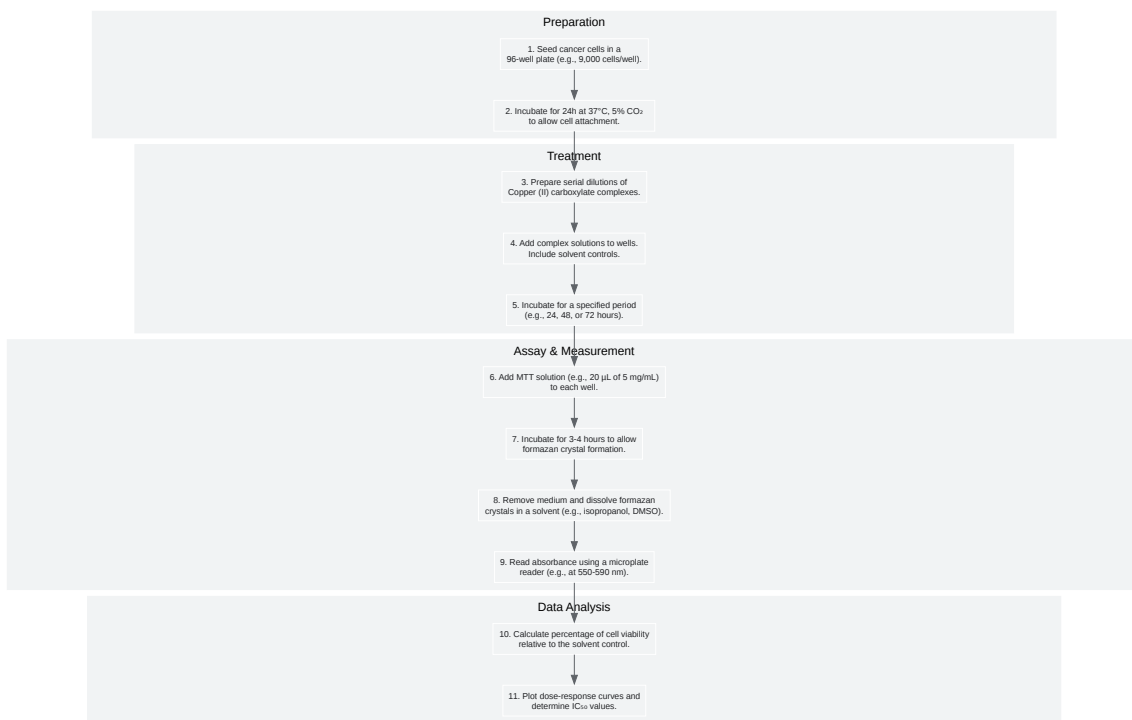 Preparation
1. Seed cancer cells in a
96-well plate (e.g., 9,000 cells/well).
2. Incubate for 24h at 37°C, 5% CO₂
to allow cell attachment.
Treatment
3. Prepare serial dilutions of
Copper (II) carboxylate complexes.
4. Add complex solutions to wells.
Include solvent controls.
5. Incubate for a specified period
(e.g., 24, 48, or 72 hours).
Assay & Measurement
6. Add MTT solution (e.g., 20 µL of 5 mg/mL)
to each well.
7. Incubate for 3-4 hours to allow
formazan crystal formation.
8. Remove medium and dissolve formazan
crystals in a solvent (e.g., isopropanol, DMSO).
9. Read absorbance using a microplate
reader (e.g., at 550-590 nm).
Data Analysis
10. Calculate percentage of cell viability
relative to the solvent control.
11. Plot dose-response curves and
determine IC₅₀ values.